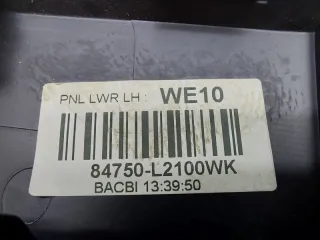 PNL LWR LH : WE10
84750-L2100WK
BACBI 13:39:50